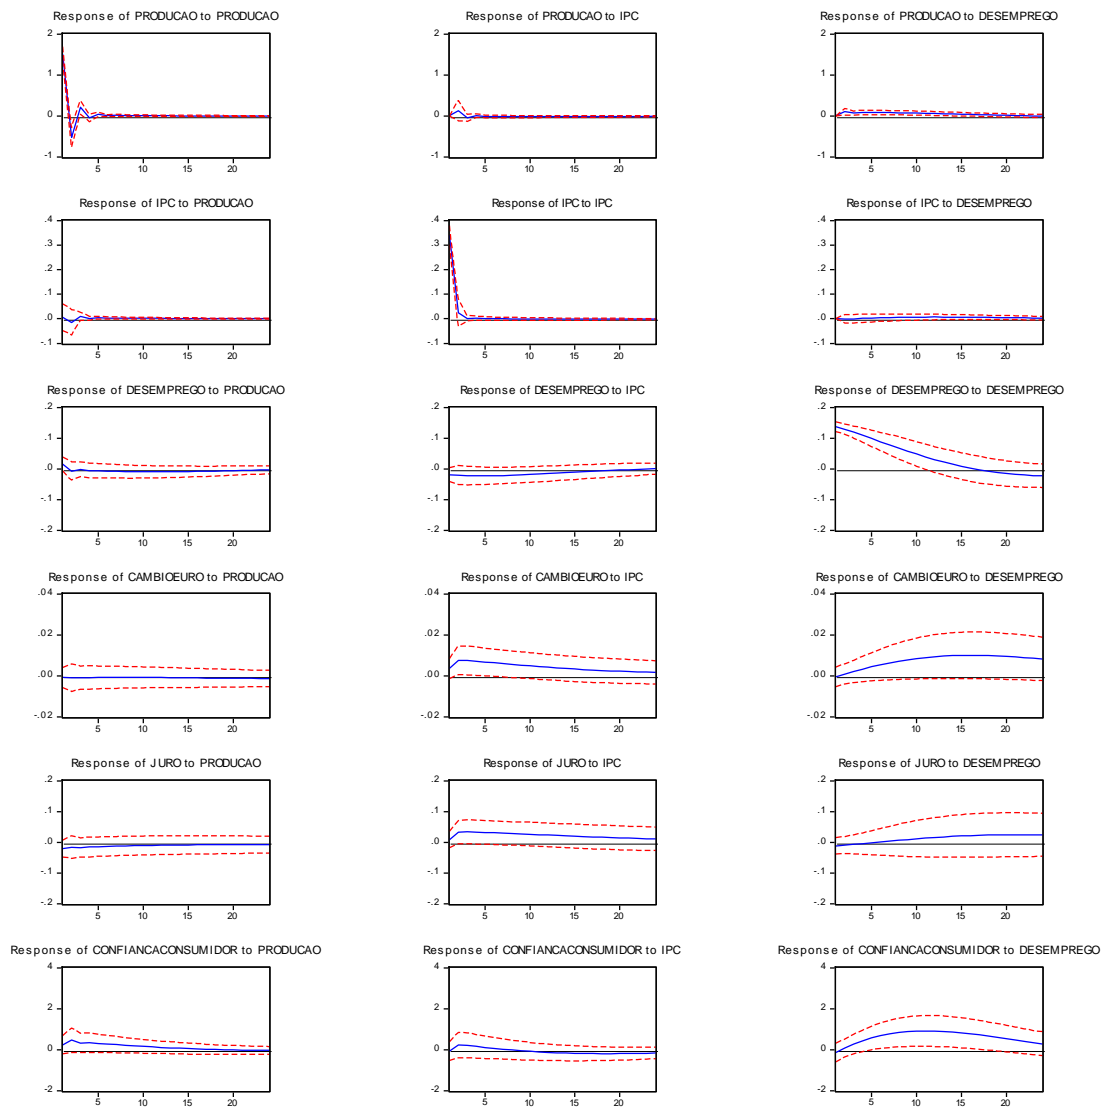 Response of PRODUCAO to PRODUCAO
2
1
0
-1
5 10 15 20
Response of PRODUCAO to IPC
2
1
0
-1
5 10 15 20
Response of PRODUCAO to DESEMPREGO
2
1
0
-1
5 10 15 20
Response of IPC to PRODUCAO
.4
.3
.2
.1
.0
-.1
5 10 15 20
Response of IPC to IPC
.4
.3
.2
.1
.0
-.1
5 10 15 20
Response of IPC to DESEMPREGO
.4
.3
.2
.1
.0
-.1
5 10 15 20
Response of DESEMPREGO to PRODUCAO
.2
.1
.0
-.1
-.2
5 10 15 20
Response of DESEMPREGO to IPC
.2
.1
.0
-.1
-.2
5 10 15 20
Response of DESEMPREGO to DESEMPREGO
.2
.1
.0
-.1
-.2
5 10 15 20
Response of CAMBIOEURO to PRODUCAO
.04
.02
.00
-.02
5 10 15 20
Response of CAMBIOEURO to IPC
.04
.02
.00
-.02
5 10 15 20
Response of CAMBIOEURO to DESEMPREGO
.04
.02
.00
-.02
5 10 15 20
Response of JURO to PRODUCAO
.2
.1
.0
-.1
-.2
5 10 15 20
Response of JURO to IPC
.2
.1
.0
-.1
-.2
5 10 15 20
Response of JURO to DESEMPREGO
.2
.1
.0
-.1
-.2
5 10 15 20
Response of CONFIANCACONSUMIDOR to PRODUCAO
4
2
0
-2
5 10 15 20
Response of CONFIANCACONSUMIDOR to IPC
4
2
0
-2
5 10 15 20
Response of CONFIANCACONSUMIDOR to DESEMPREGO
4
2
0
-2
5 10 15 20